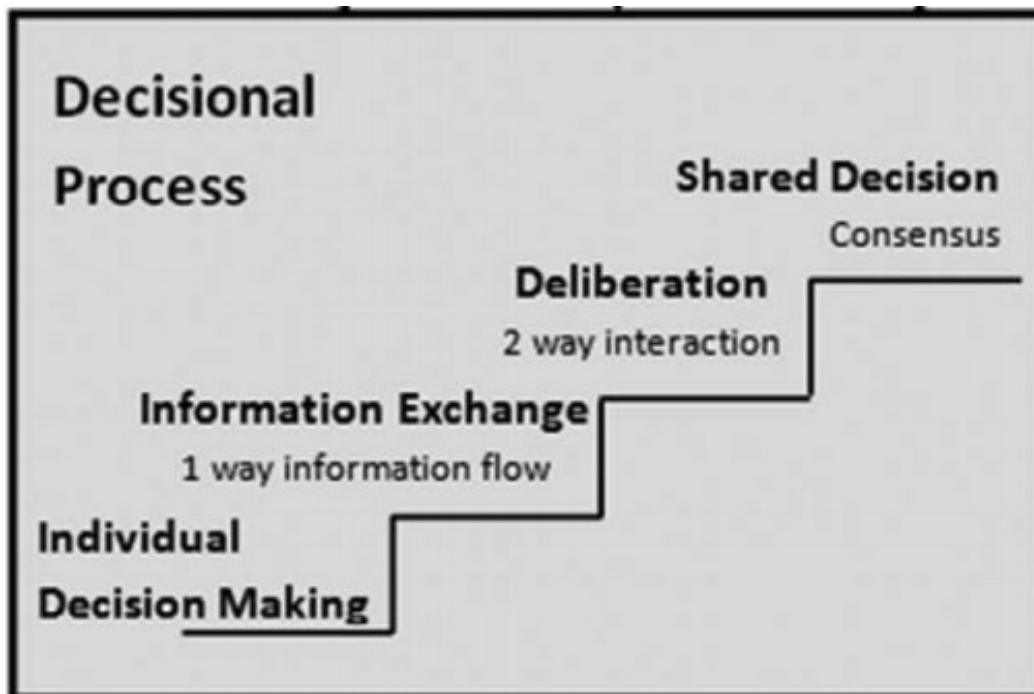 Decisional
Process
Shared Decision
Consensus
Deliberation
2 way interaction
Information Exchange
1 way information flow
Individual
Decision Making